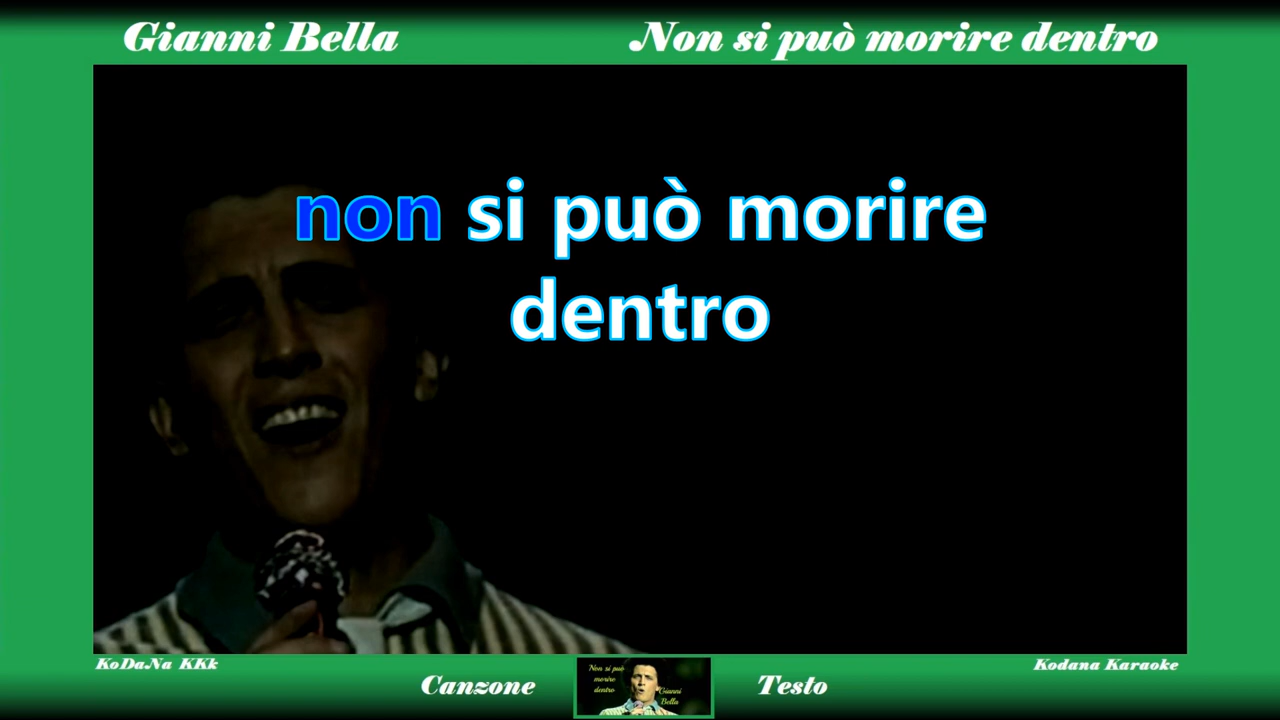 Gianni Bella
Non si può morire dentro
non si può morire
dentro
KoDaNa KKk
Kodana Karaoke
Canzone
Testo
Non si può
morire
dentro
Gianni
Bella